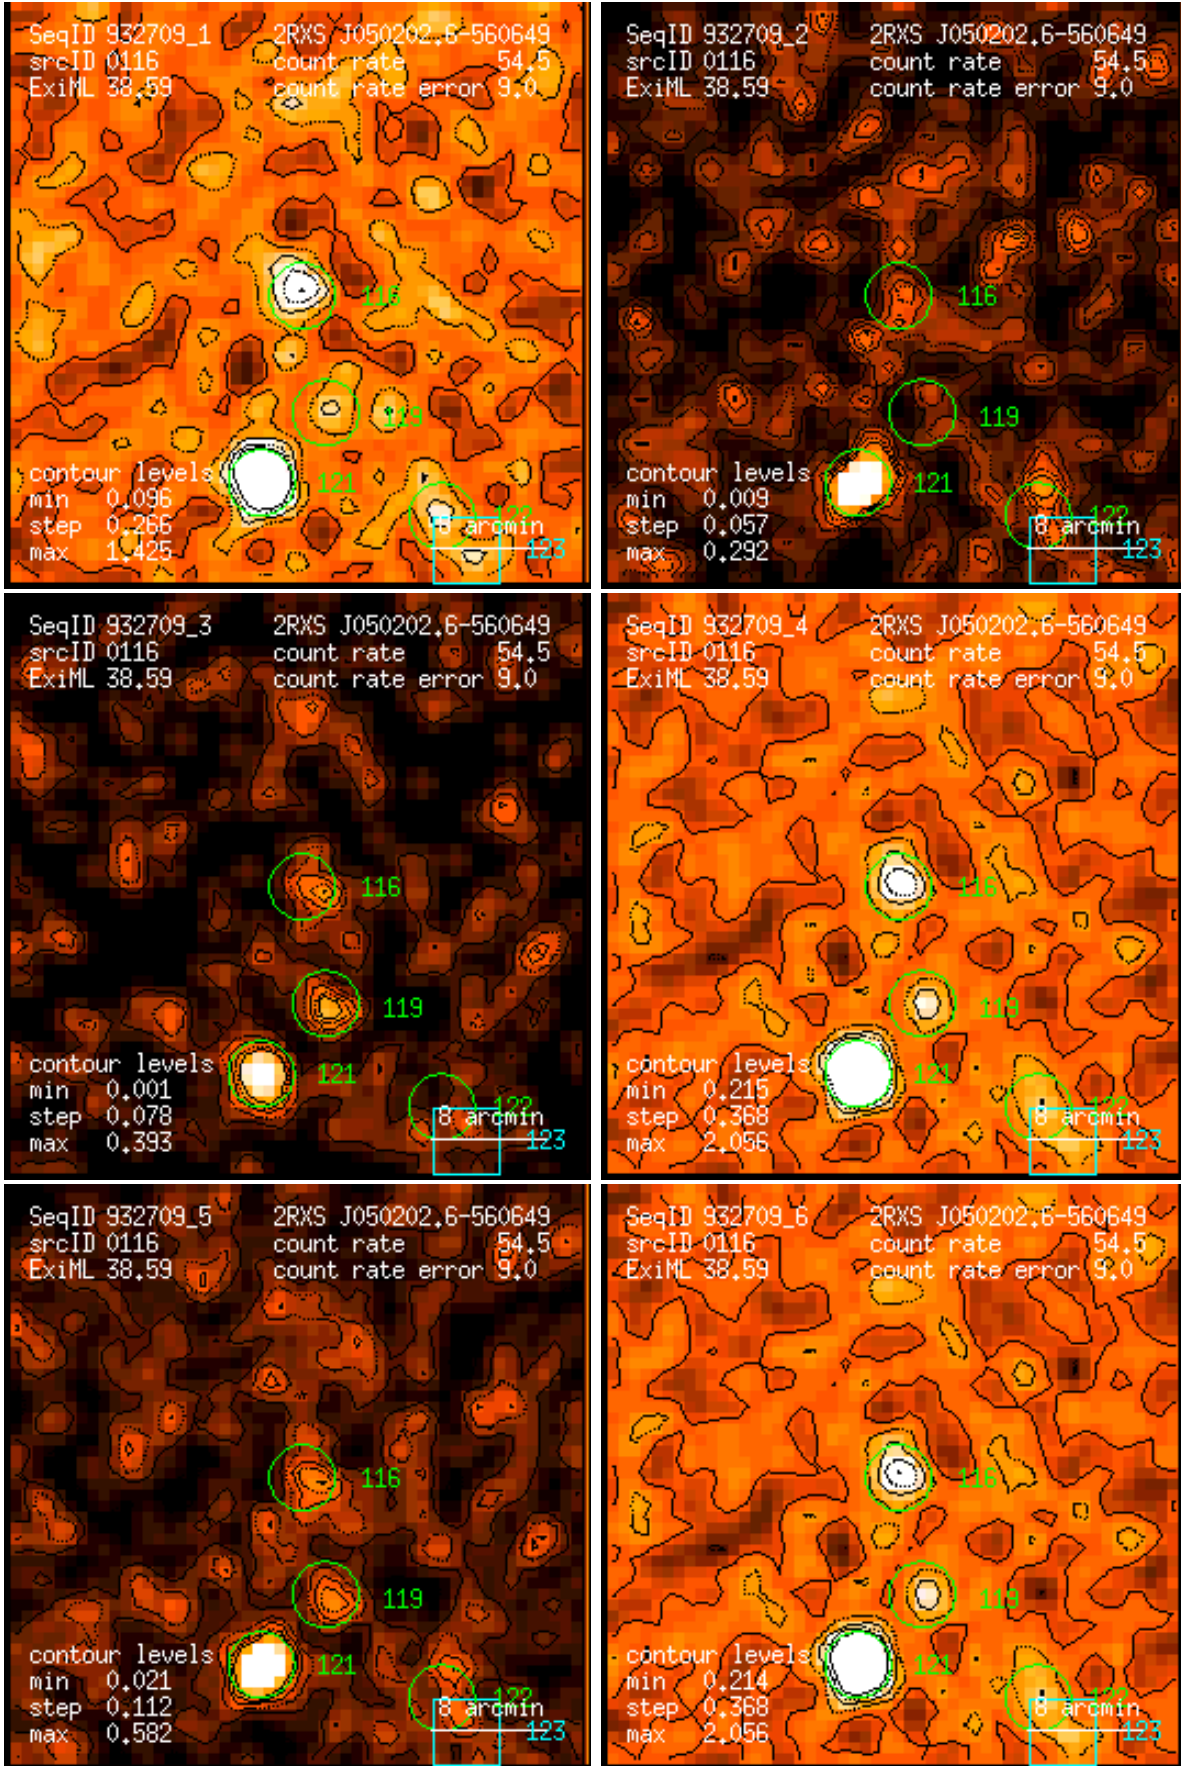 SeqID 932709_1 2RXS J050202.6-560649
srcID 0116 count rate 54.5
ExiML 38.59 count rate error 9.0
116
119
contour levels
121
min 0.096
step 0.266 122
8 arcmin
max 1.425 123
SeqID 932709_2 2RXS J050202.6-560649
srcID 0116 count rate 54.5
ExiML 38.59 count rate error 9.0
116
119
contour levels
121
min 0.009
step 0.057 122
8 arcmin
max 0.292 123
SeqID 932709_3 2RXS J050202.6-560649
srcID 0116 count rate 54.5
ExiML 38.59 count rate error 9.0
116
119
contour levels
121
min 0.001
step 0.078 122
8 arcmin
max 0.393 123
SeqID 932709_4 2RXS J050202.6-560649
srcID 0116 count rate 54.5
ExiML 38.59 count rate error 9.0
116
119
contour levels
121
min 0.215
step 0.368 122
8 arcmin
max 2.056 123
SeqID 932709_5 2RXS J050202.6-560649
srcID 0116 count rate 54.5
ExiML 38.59 count rate error 9.0
116
119
contour levels
121
min 0.021
step 0.112 122
8 arcmin
max 0.582 123
SeqID 932709_6 2RXS J050202.6-560649
srcID 0116 count rate 54.5
ExiML 38.59 count rate error 9.0
116
119
contour levels
121
min 0.214
step 0.368 122
8 arcmin
max 2.056 123